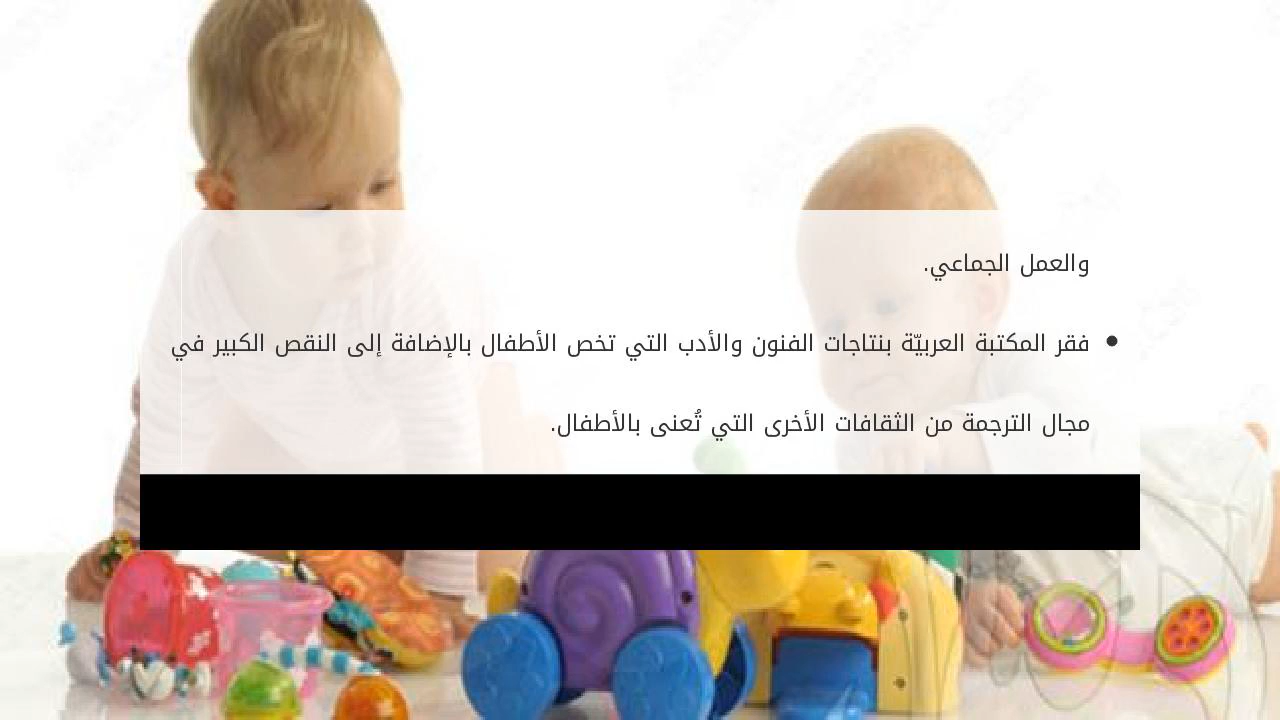 والعمل الجماعي.
• فقر المكتبة العربيّة بنتاجات الفنون والأدب التي تخص الأطفال بالإضافة إلى النقص الكبير في
مجال الترجمة من الثقافات الأخرى التي تُعنى بالأطفال.